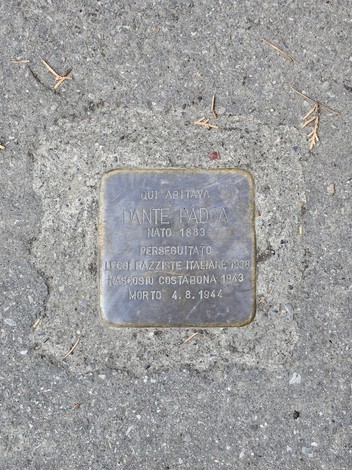 QUI ABITAVA
DANTE PADOA
NATO 1883
PERSEGUITATO
LEGGI RAZZISTE ITALIANE 1938
NASCOSTO COSTABONA 1943
MORTO 4.8.1944